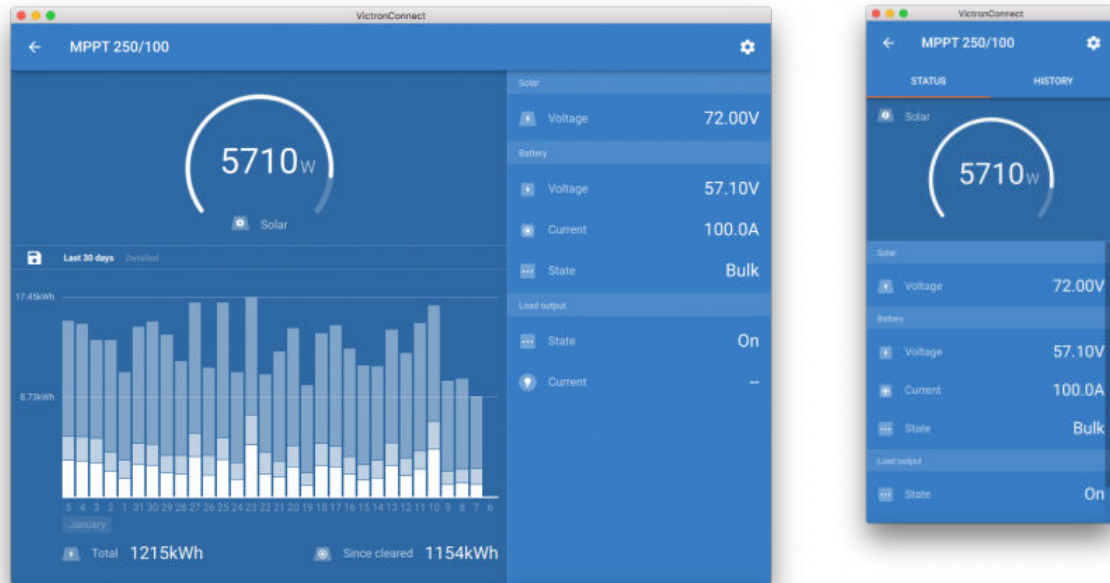 VictronConnect
MPPT 250/100
5710W
Solar
Last 30 days Detailed
17.45kWh
8.73kWh
5 4 3 2 1 31 30 29 28 27 26 25 24 23 22 21 20 19 18 17 16 15 14 13 12 11 10 9 8 7 6
January
Total 1215kWh
Since cleared 1154kWh
Solar
Voltage 72.00V
Battery
Voltage 57.10V
Current 100.0A
State Bulk
Load output
State On
Current --
VictronConnect
MPPT 250/100
STATUS HISTORY
Solar
5710W
Solar
Voltage 72.00V
Battery
Voltage 57.10V
Current 100.0A
State Bulk
Load output
State On